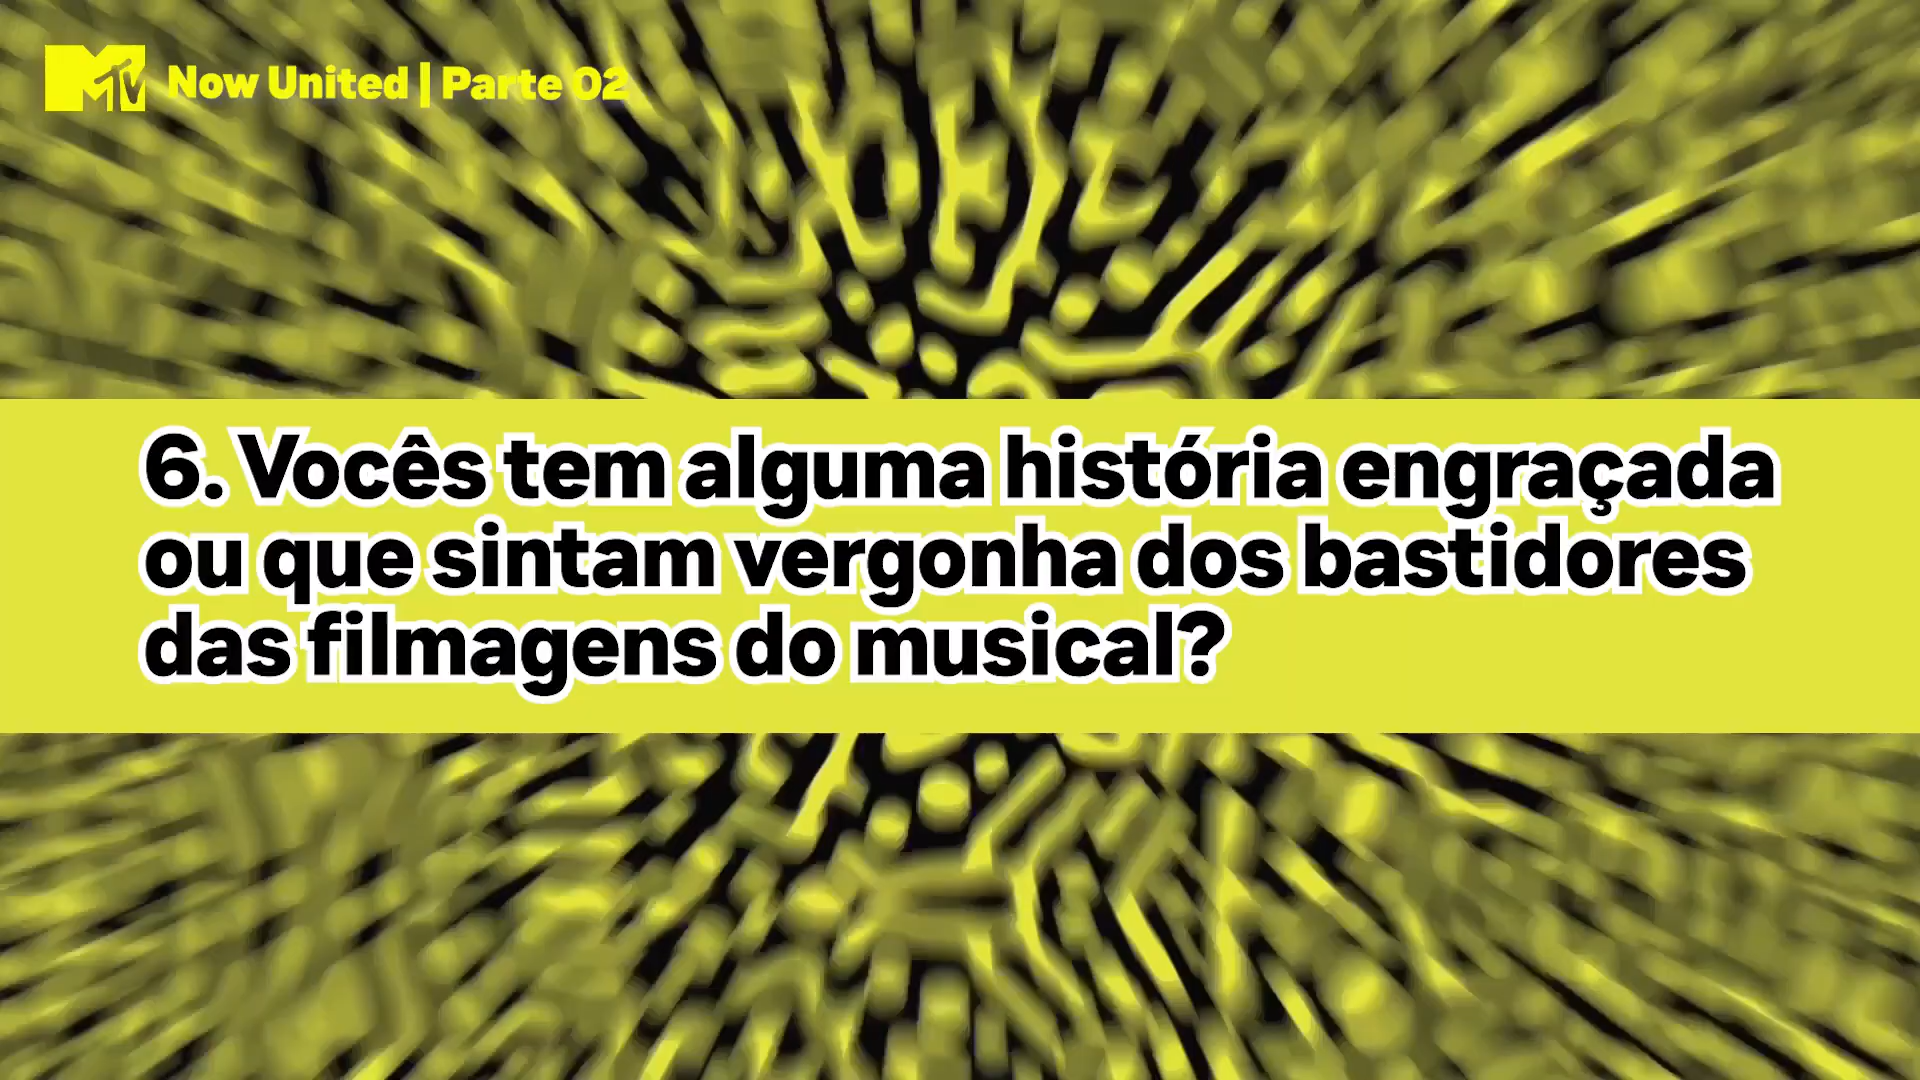 MTV Now United | Parte 02
6. Vocês tem alguma história engraçada
ou que sintam vergonha dos bastidores
das filmagens do musical?